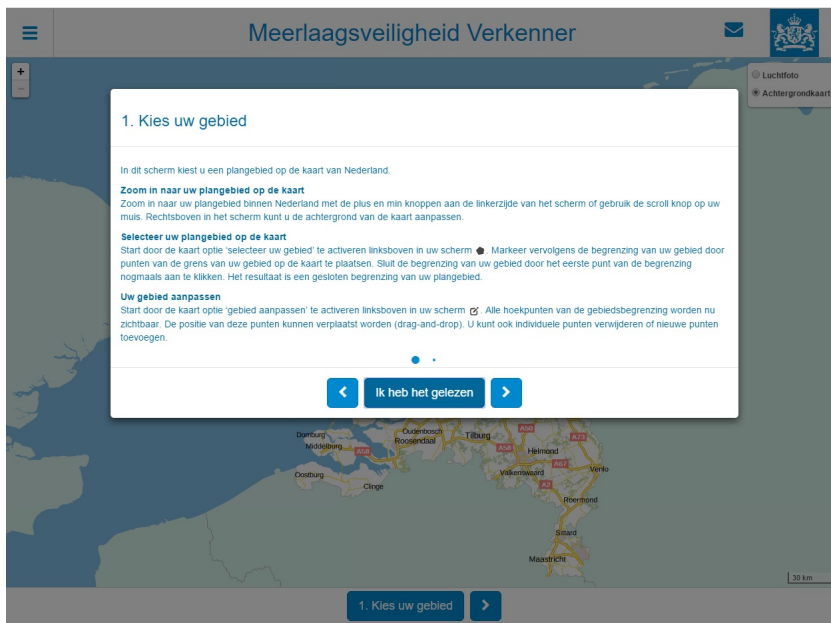 Meerlaagsveiligheid Verkenner
+
−
Luchtfoto
Achtergrondkaart
1. Kies uw gebied
In dit scherm kiest u een plangebied op de kaart van Nederland.
Zoom in naar uw plangebied op de kaart
Zoom in naar uw plangebied binnen Nederland met de plus en min knoppen aan de linkerzijde van het scherm of gebruik de scroll knop op uw
muis. Rechtsboven in het scherm kunt u de achtergrond van de kaart aanpassen.
Selecteer uw plangebied op de kaart
Start door de kaart optie 'selecteer uw gebied' te activeren linksboven in uw scherm . Markeer vervolgens de begrenzing van uw gebied door
punten van de grens van uw gebied op de kaart te plaatsen. Sluit de begrenzing van uw gebied door het eerste punt van de begrenzing
nogmaals aan te klikken. Het resultaat is een gesloten begrenzing van uw plangebied.
Uw gebied aanpassen
Start door de kaart optie 'gebied aanpassen' te activeren linksboven in uw scherm . Alle hoekpunten van de gebiedsbegrenzing worden nu
zichtbaar. De positie van deze punten kunnen verplaatst worden (drag-and-drop). U kunt ook individuele punten verwijderen of nieuwe punten
toevoegen.
Ik heb het gelezen
Domburg
Middelburg
A58
Oudenbosch
Roosendaal
Tilburg
A50
A58
A73
Helmond
Oostburg
Clinge
Valkenswaard
A67
A2
Venlo
Roermond
Sittard
Maastricht
30 km
1. Kies uw gebied